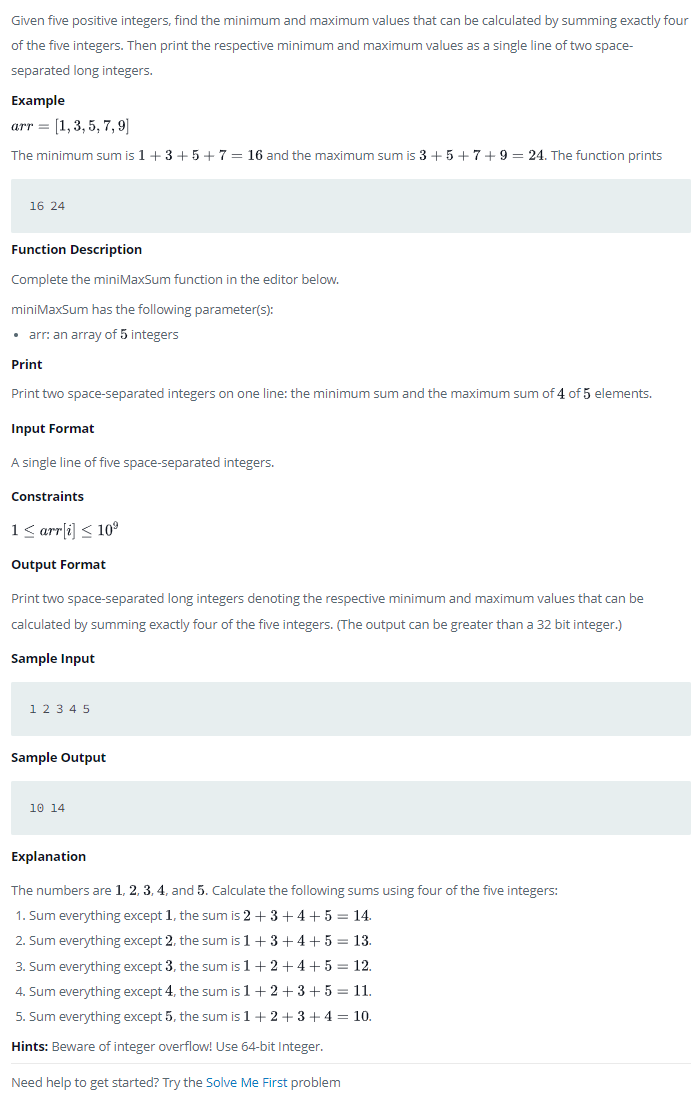 Given five positive integers, find the minimum and maximum values that can be calculated by summing exactly four
of the five integers. Then print the respective minimum and maximum values as a single line of two space-
separated long integers.
Example
arr = [1, 3, 5, 7, 9]
The minimum sum is 1 + 3 + 5 + 7 = 16 and the maximum sum is 3 + 5 + 7 + 9 = 24. The function prints
16 24
Function Description
Complete the miniMaxSum function in the editor below.
miniMaxSum has the following parameter(s):
• arr: an array of 5 integers
Print
Print two space-separated integers on one line: the minimum sum and the maximum sum of 4 of 5 elements.
Input Format
A single line of five space-separated integers.
Constraints
1 ≤ arr[i] ≤ 10⁹
Output Format
Print two space-separated long integers denoting the respective minimum and maximum values that can be
calculated by summing exactly four of the five integers. (The output can be greater than a 32 bit integer.)
Sample Input
1 2 3 4 5
Sample Output
10 14
Explanation
The numbers are 1, 2, 3, 4, and 5. Calculate the following sums using four of the five integers:
1. Sum everything except 1, the sum is 2 + 3 + 4 + 5 = 14.
2. Sum everything except 2, the sum is 1 + 3 + 4 + 5 = 13.
3. Sum everything except 3, the sum is 1 + 2 + 4 + 5 = 12.
4. Sum everything except 4, the sum is 1 + 2 + 3 + 5 = 11.
5. Sum everything except 5, the sum is 1 + 2 + 3 + 4 = 10.
Hints: Beware of integer overflow! Use 64-bit Integer.
Need help to get started? Try the Solve Me First problem